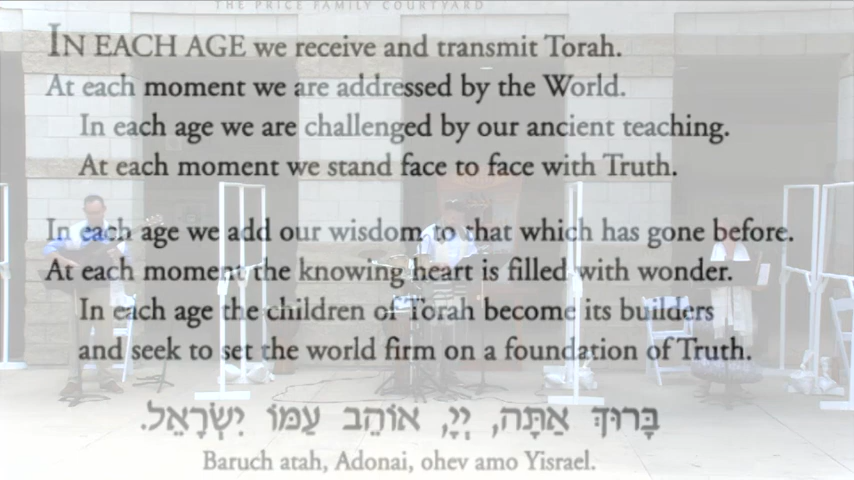 THE PRICE FAMILY COURTYARD
IN EACH AGE we receive and transmit Torah.
At each moment we are addressed by the World.
In each age we are challenged by our ancient teaching.
At each moment we stand face to face with Truth.
In each age we add our wisdom to that which has gone before.
At each moment the knowing heart is filled with wonder.
In each age the children of Torah become its builders
and seek to set the world firm on a foundation of Truth.
בָּרוּךְ אַתָּה, יְיָ, אוֹהֵב עַמּוֹ יִשְׂרָאֵל.
Baruch atah, Adonai, ohev amo Yisrael.